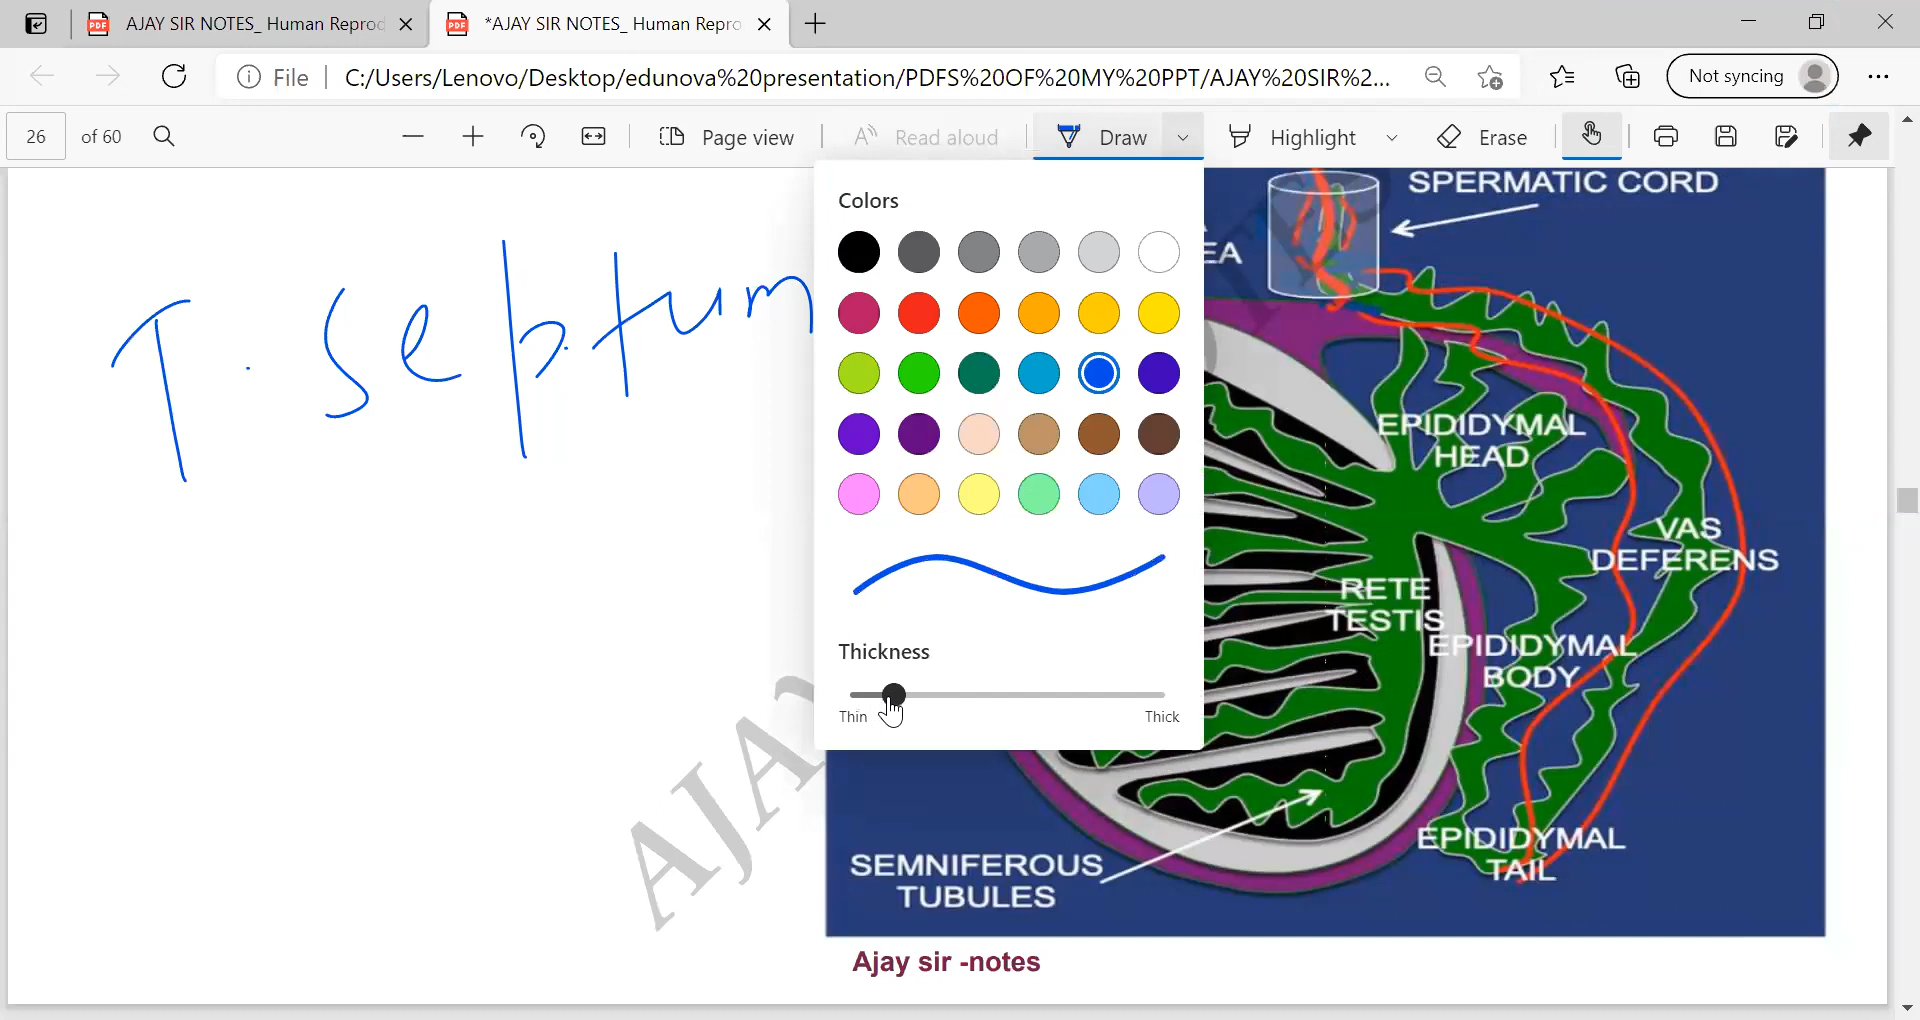 AJAY SIR NOTES_ Human Reprod
*AJAY SIR NOTES_ Human Repro
File
C:/Users/Lenovo/Desktop/edunova%20presentation/PDFS%20OF%20MY%20PPT/AJAY%20SIR%2...
Not syncing
26 of 60
Page view
Read aloud
Draw
Highlight
Erase
T. septum
Colors
Thickness
Thin
Thick
SPERMATIC CORD
EA
EPIDIDYMAL
HEAD
VAS
DEFERENS
RETE
TESTIS
EPIDIDYMAL
BODY
EPIDIDYMAL
TAIL
SEMNIFEROUS
TUBULES
AJAY
Ajay sir -notes